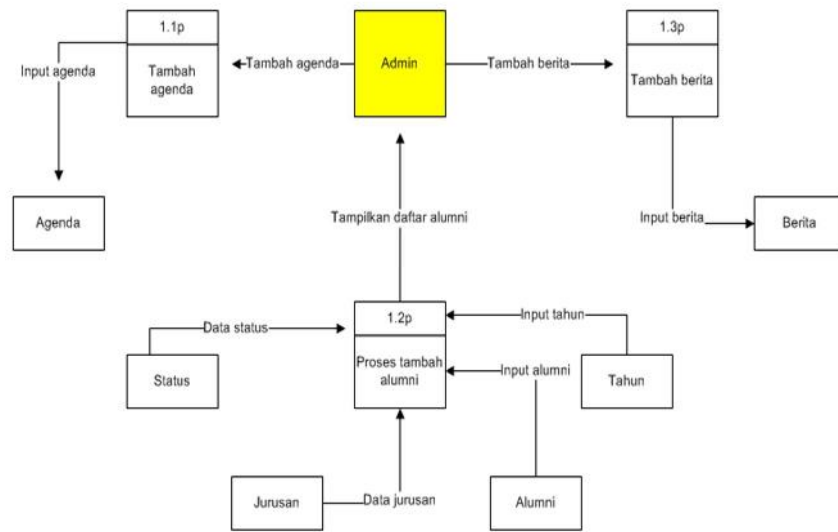 1.1p
Tambah
agenda
Input agenda
Tambah agenda
Admin
Tambah berita
1.3p
Tambah berita
Agenda
Tampilkan daftar alumni
Input berita
Berita
Data status
1.2p
Proses tambah
alumni
Input tahun
Status
Input alumni
Tahun
Jurusan
Data jurusan
Alumni